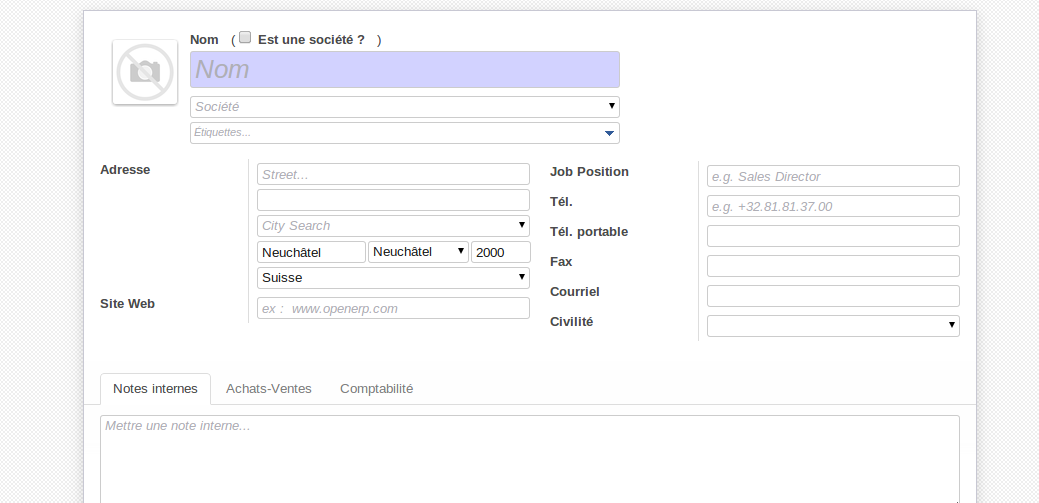 Nom ( Est une société ? )
Nom
Société
Étiquettes...
Adresse
Street...
City Search
Neuchâtel Neuchâtel 2000
Suisse
Site Web
ex : www.openerp.com
Job Position
e.g. Sales Director
Tél.
e.g. +32.81.81.37.00
Tél. portable
Fax
Courriel
Civilité
Notes internes Achats-Ventes Comptabilité
Mettre une note interne...